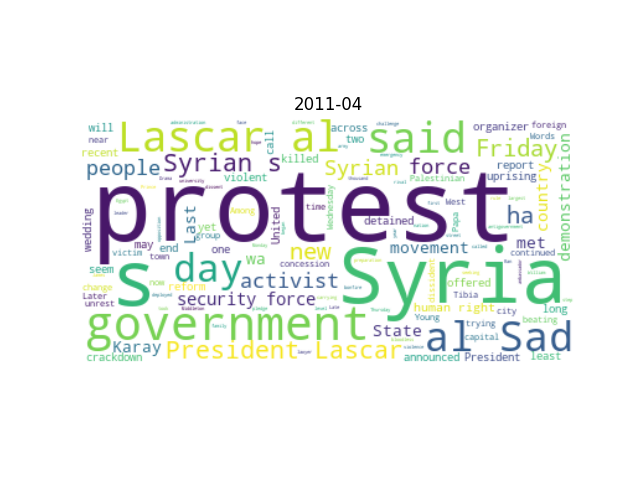 2011-04
will
Lascar al
across
said
organizer
foreign
Words
near
call
two
Friday
recent
Syrian s
killed
report
people
Syrian force
uprising
violent
Palestinian
country
demonstration
protest
Wednesday
wedding
Last
yet
Among
United
time
West
detained
Papa
ha
may
group
new
movement
met
end
one
continued
victim
town
s
day
wa
concession
Syria
seem
now
activist
offered
dissident
long
change
reform
Tibia
Later
security force
human right
city
unrest
Young
beating
government
State
trying
al Sad
capital
Karay
President Lascar
crackdown
announced
President
least